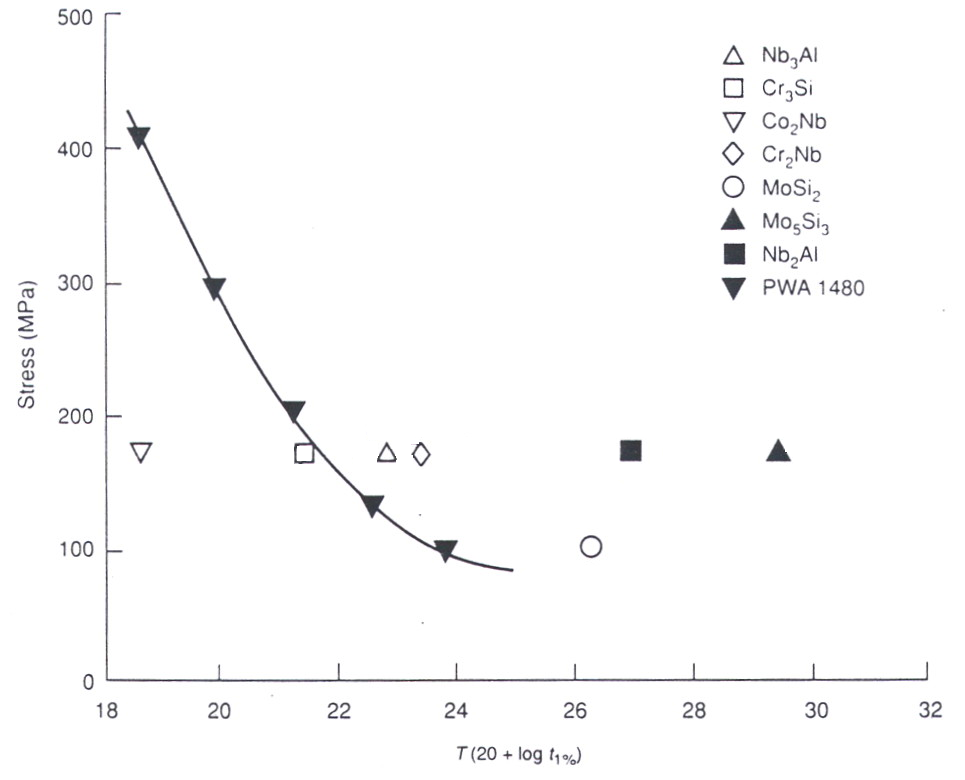 500
400
300
200
100
0
Stress (MPa)
18 20 22 24 26 28 30 32
T (20 + log t1%)
Nb3Al
Cr3Si
Co2Nb
Cr2Nb
MoSi2
Mo5Si3
Nb2Al
PWA 1480